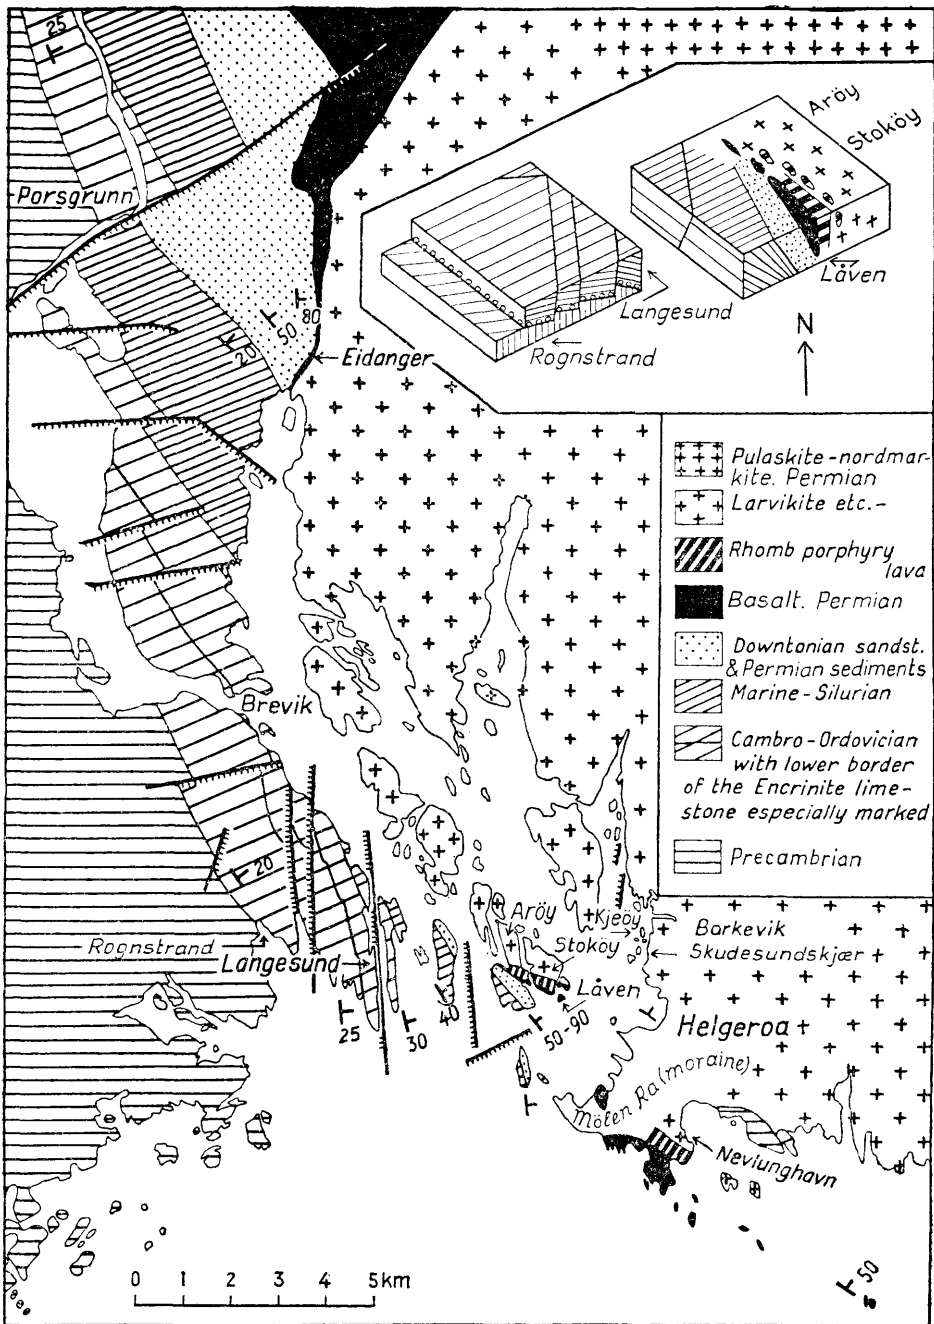 25
Porsgrunn
Aröy
Stoköy
Låven
Langesund
Rognstrand
N
50
80
20
Eidanger
Pulaskite-nordmar-
kite. Permian
Larvikite etc.-
Rhomb porphyry
lava
Basalt. Permian
Downtonian sandst.
& Permian sediments
Marine-Silurian
Cambro-Ordovician
with lower border
of the Encrinite lime-
stone especially marked
Precambrian
Brevik
20
Rognstrand
Langesund
Aröy
Kjeöy
Stoköy
Låven
Barkevik
Skudesundskjær
25
30
40
50-90
Helgeroa
Mölen Ra (moraine)
Nevlunghavn
50
0 1 2 3 4 5km